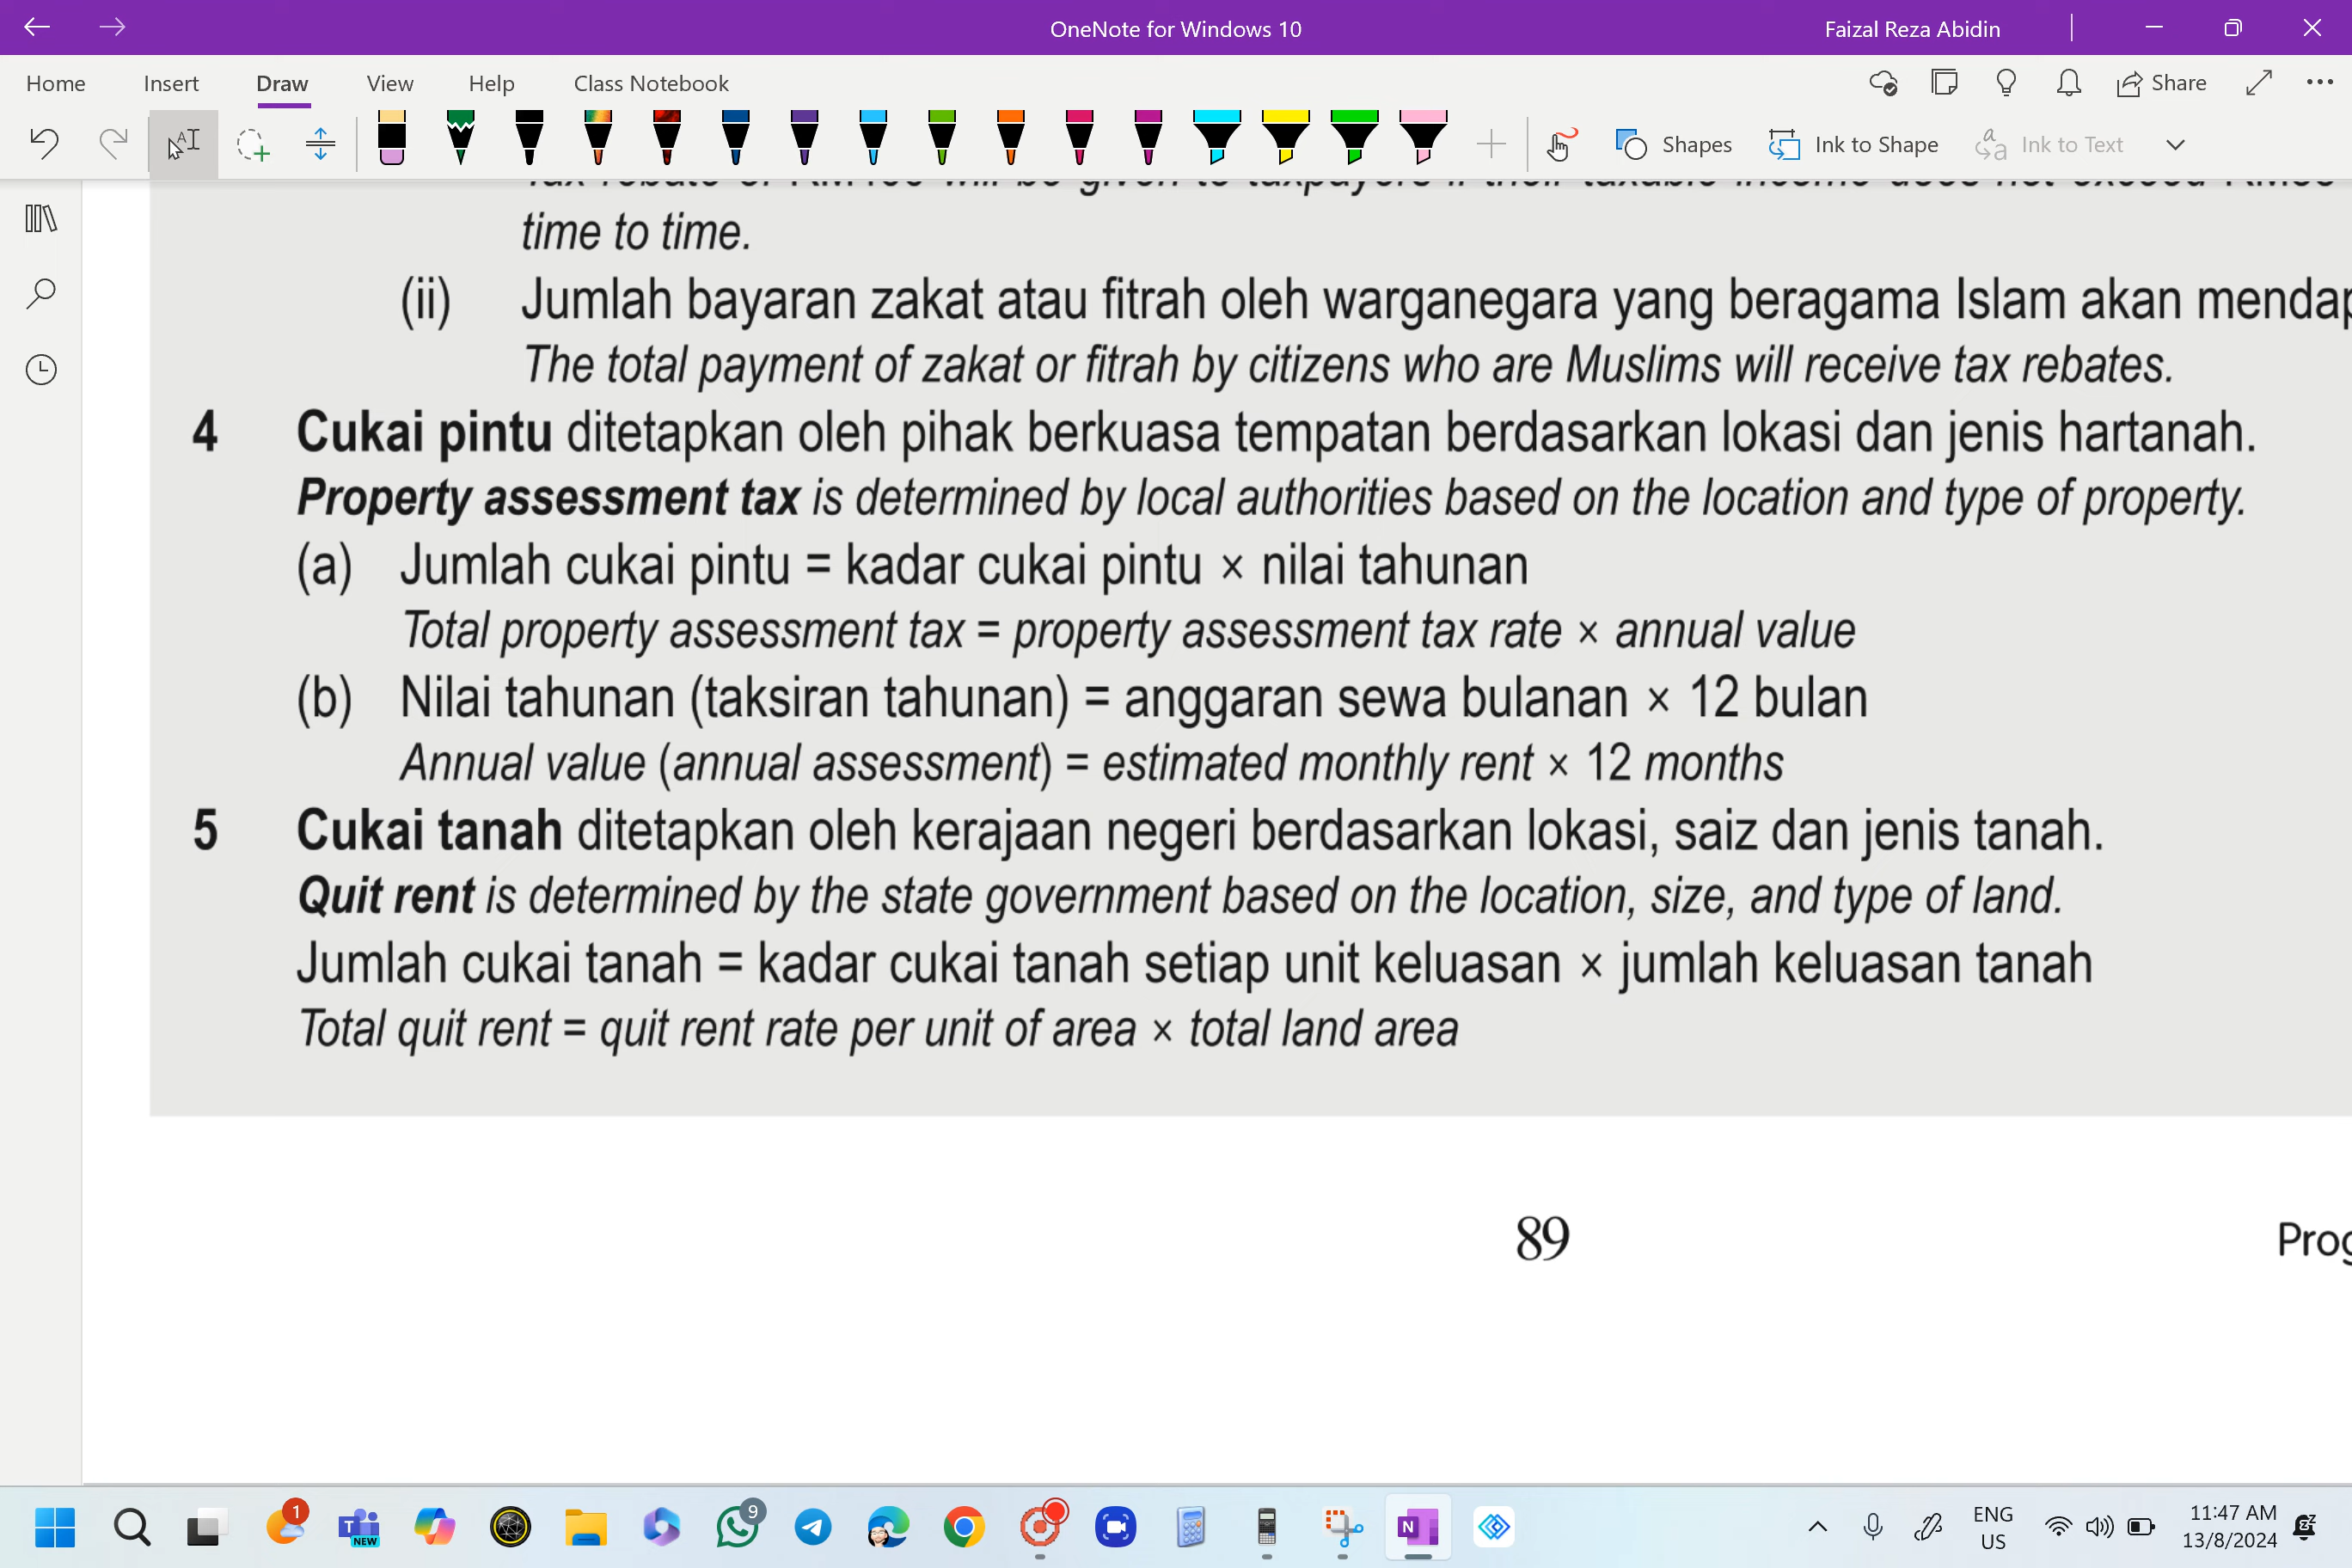 OneNote for Windows 10
Faizal Reza Abidin
Home Insert Draw View Help Class Notebook
Share
Shapes Ink to Shape Ink to Text
time to time.
(ii) Jumlah bayaran zakat atau fitrah oleh warganegara yang beragama Islam akan
The total payment of zakat or fitrah by citizens who are Muslims will receive tax rebates.
4 Cukai pintu ditetapkan oleh pihak berkuasa tempatan berdasarkan lokasi dan jenis hartanah.
Property assessment tax is determined by local authorities based on the location and type of property.
(a) Jumlah cukai pintu = kadar cukai pintu × nilai tahunan
Total property assessment tax = property assessment tax rate × annual value
(b) Nilai tahunan (taksiran tahunan) = anggaran sewa bulanan × 12 bulan
Annual value (annual assessment) = estimated monthly rent × 12 months
5 Cukai tanah ditetapkan oleh kerajaan negeri berdasarkan lokasi, saiz dan jenis tanah.
Quit rent is determined by the state government based on the location, size, and type of land.
Jumlah cukai tanah = kadar cukai tanah setiap unit keluasan × jumlah keluasan tanah
Total quit rent = quit rent rate per unit of area × total land area
89
1
NEW
9
ENG
US
11:47 AM
13/8/2024